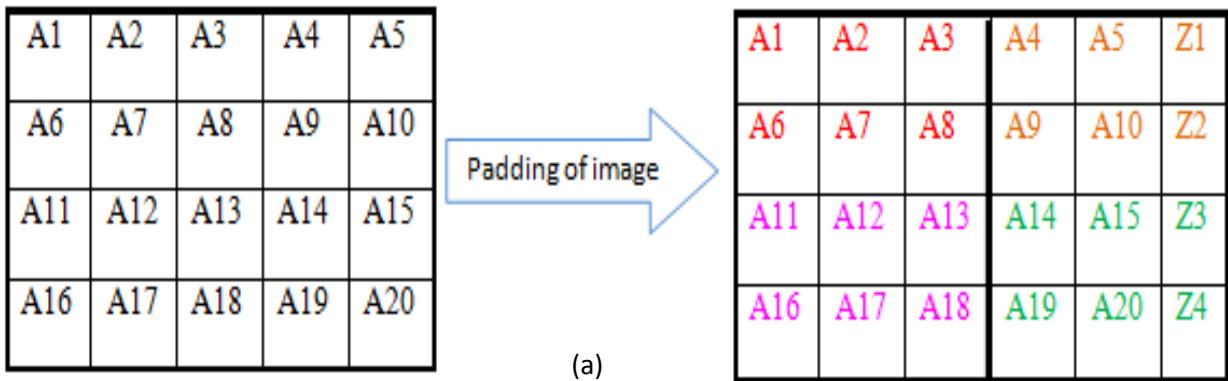 A1 A2 A3 A4 A5
A6 A7 A8 A9 A10
A11 A12 A13 A14 A15
A16 A17 A18 A19 A20
Padding of image
A1 A2 A3 A4 A5 Z1
A6 A7 A8 A9 A10 Z2
A11 A12 A13 A14 A15 Z3
A16 A17 A18 A19 A20 Z4
(a)